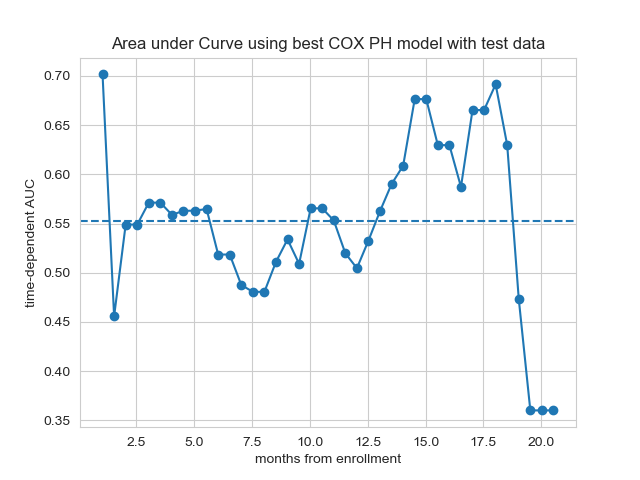 Area under Curve using best COX PH model with test data
time-dependent AUC
0.70
0.65
0.60
0.55
0.50
0.45
0.40
0.35
2.5 5.0 7.5 10.0 12.5 15.0 17.5 20.0
months from enrollment